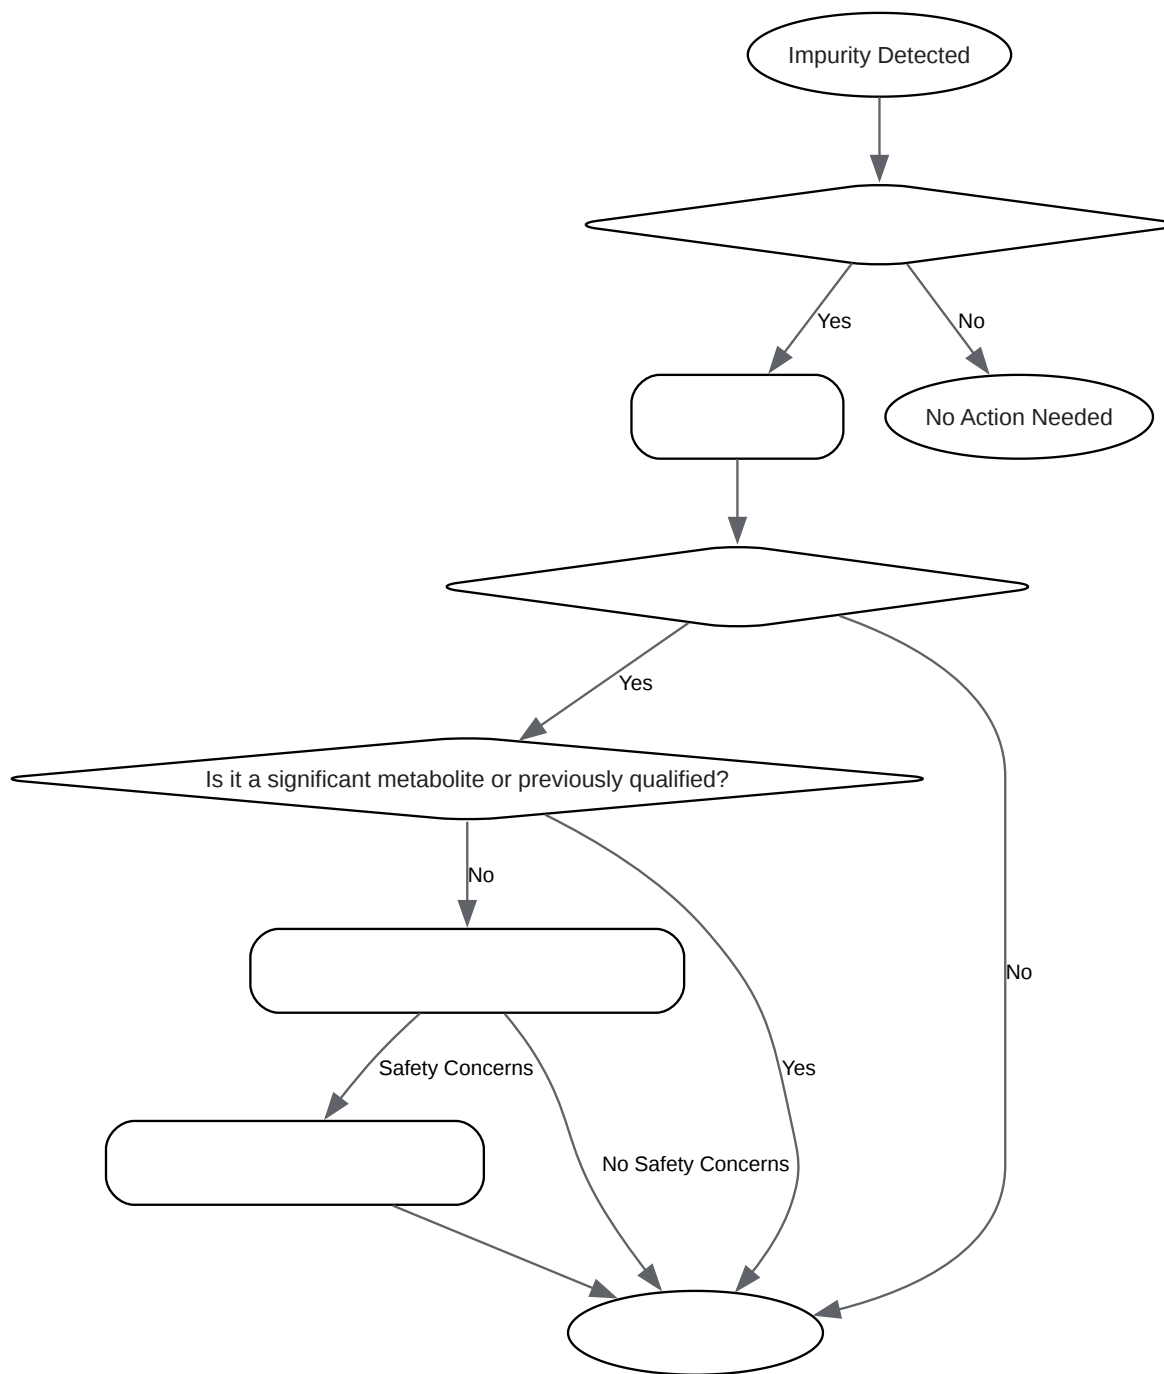 Impurity Detected
Yes
No
No Action Needed
Yes
Is it a significant metabolite or previously qualified?
No
No
Safety Concerns
Yes
No Safety Concerns